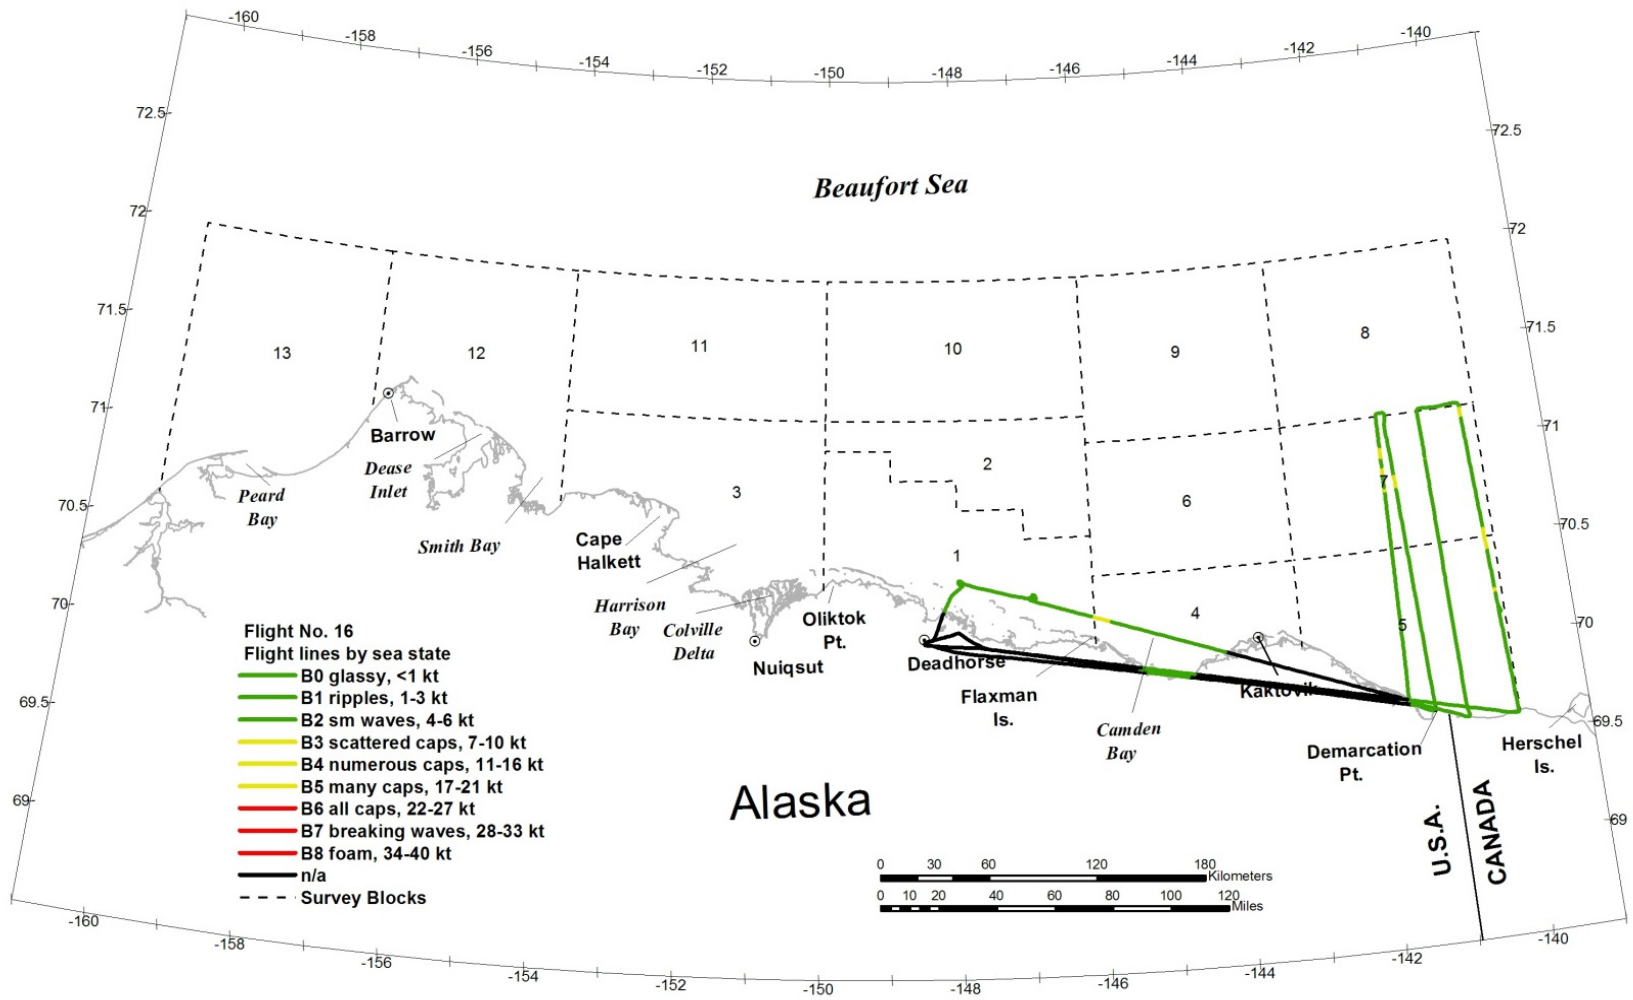 -160
-158
-156
-154
-152
-150
-148
-146
-144
-142
-140
72.5
72.5
72
72
71.5
71.5
71
71
70.5
70.5
70
70
69.5
69.5
69
69
Beaufort Sea
13
12
11
10
9
8
3
2
6
7
1
4
5
Barrow
Dease
Inlet
Peard
Bay
Smith Bay
Cape
Halkett
Harrison
Bay
Colville
Delta
Oliktok
Pt.
Nuiqsut
Deadhorse
Flaxman
Is.
Camden
Bay
Kaktovik
Demarcation
Pt.
Herschel
Is.
Alaska
U.S.A.
CANADA
Flight No. 16
Flight lines by sea state
B0 glassy, <1 kt
B1 ripples, 1-3 kt
B2 sm waves, 4-6 kt
B3 scattered caps, 7-10 kt
B4 numerous caps, 11-16 kt
B5 many caps, 17-21 kt
B6 all caps, 22-27 kt
B7 breaking waves, 28-33 kt
B8 foam, 34-40 kt
n/a
Survey Blocks
0 30 60 120 180
Kilometers
0 10 20 40 60 80 100 120
Miles
-160
-158
-156
-154
-152
-150
-148
-146
-144
-142
-140